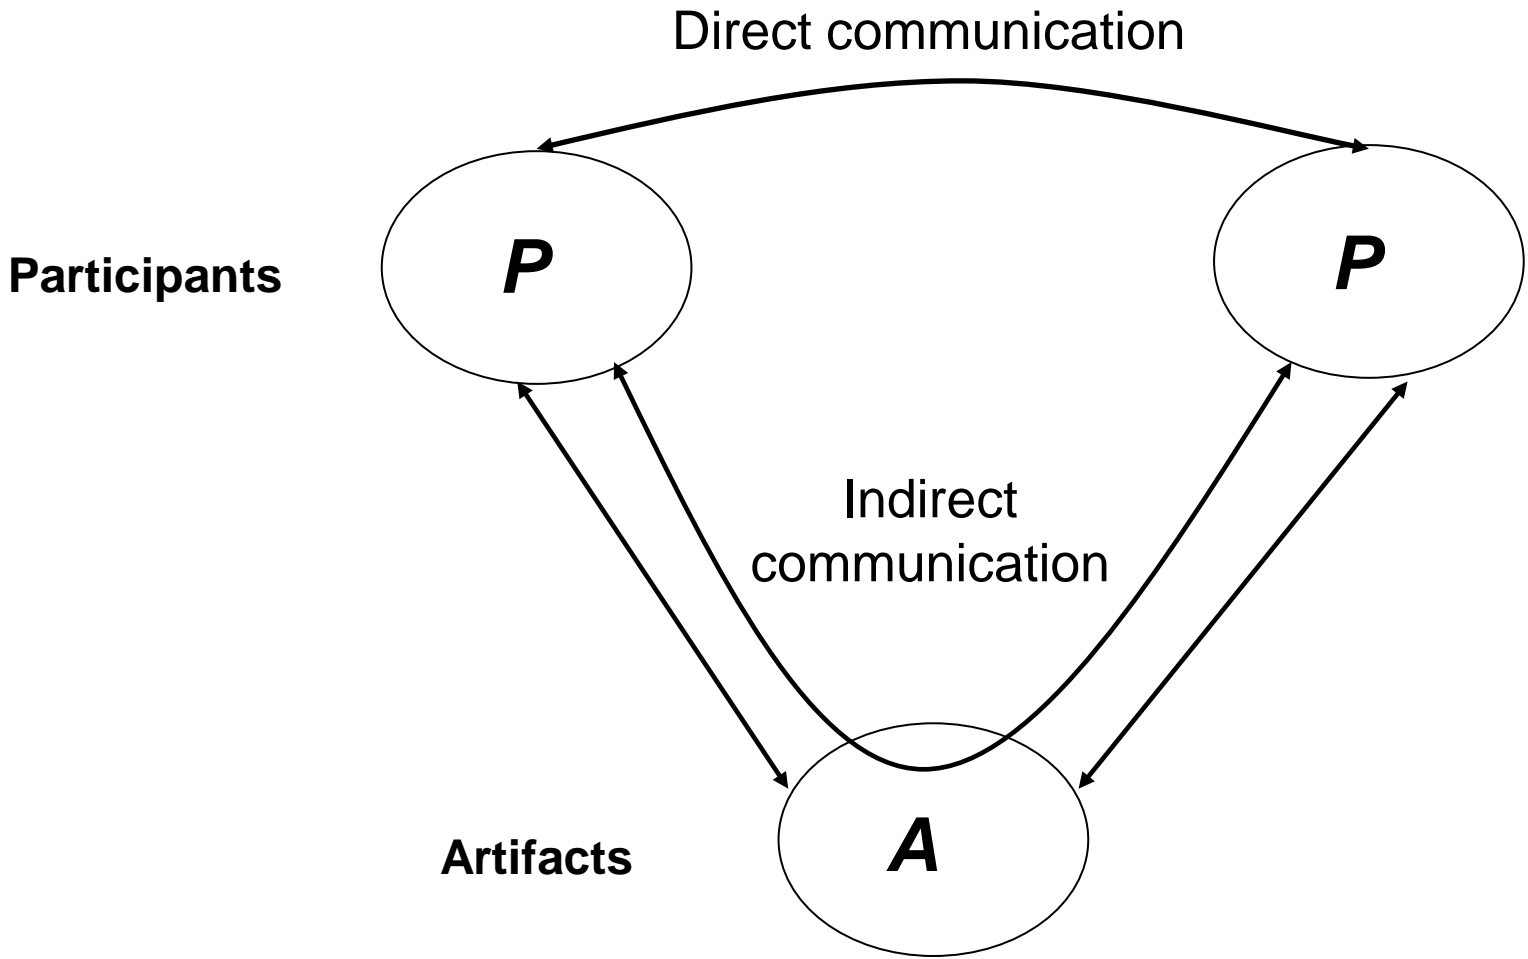 Direct communication
P
P
Participants
Indirect
communication
A
Artifacts